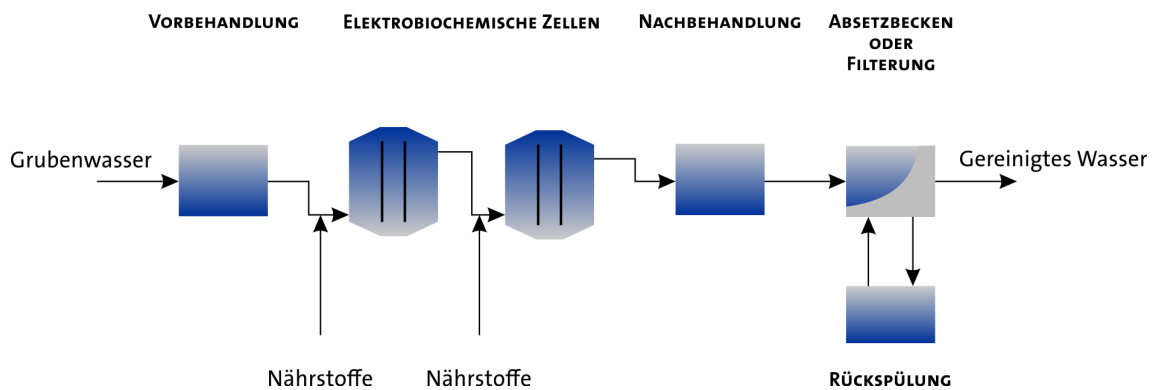 Vorbehandlung
Elektrobiochemische Zellen
Nachbehandlung
Absetzbecken
oder
Filterung
Grubenwasser
Gereinigtes Wasser
Nährstoffe
Nährstoffe
Rückspülung